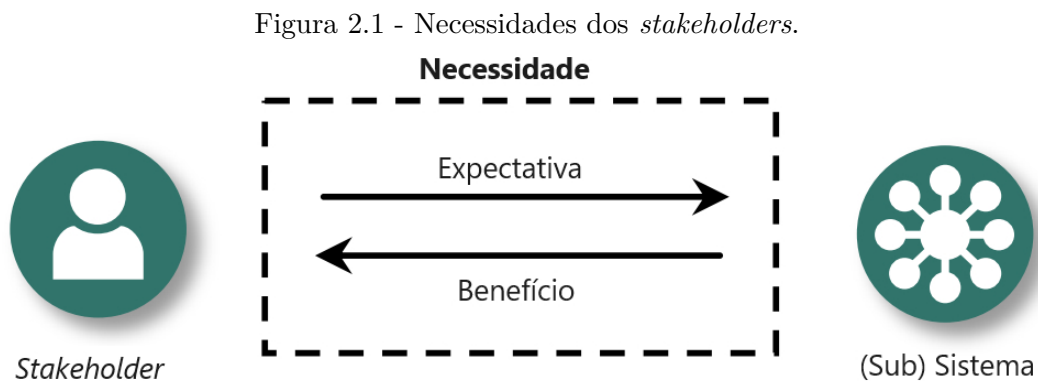 Figura 2.1 - Necessidades dos stakeholders.
Necessidade
Expectativa
Benefício
Stakeholder
(Sub) Sistema